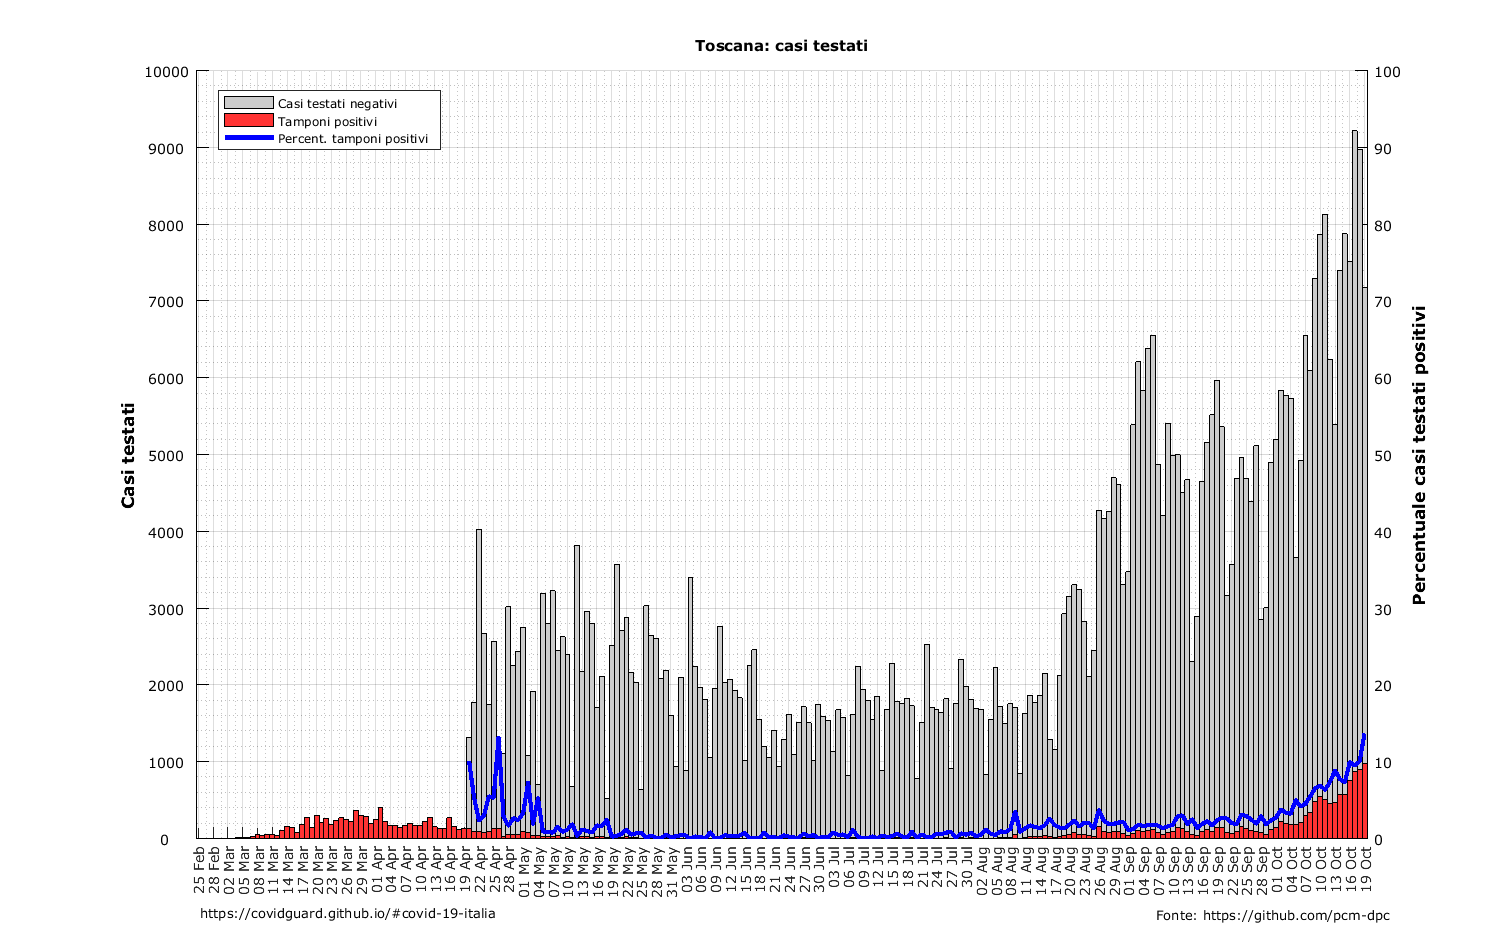 Toscana: casi testati
Casi testati negativi
Tamponi positivi
Percent. tamponi positivi
Casi testati
10000
9000
8000
7000
6000
5000
4000
3000
2000
1000
0
100
90
80
70
60
50
40
30
20
10
0
Percentuale casi testati positivi
25 Feb
28 Feb
02 Mar
05 Mar
08 Mar
11 Mar
14 Mar
17 Mar
20 Mar
23 Mar
26 Mar
29 Mar
01 Apr
04 Apr
07 Apr
10 Apr
13 Apr
16 Apr
19 Apr
22 Apr
25 Apr
28 Apr
01 May
04 May
07 May
10 May
13 May
16 May
19 May
22 May
25 May
28 May
31 May
03 Jun
06 Jun
09 Jun
12 Jun
15 Jun
18 Jun
21 Jun
24 Jun
27 Jun
30 Jun
03 Jul
06 Jul
09 Jul
12 Jul
15 Jul
18 Jul
21 Jul
24 Jul
27 Jul
30 Jul
02 Aug
05 Aug
08 Aug
11 Aug
14 Aug
17 Aug
20 Aug
23 Aug
26 Aug
29 Aug
01 Sep
04 Sep
07 Sep
10 Sep
13 Sep
16 Sep
19 Sep
22 Sep
25 Sep
28 Sep
01 Oct
04 Oct
07 Oct
10 Oct
13 Oct
16 Oct
19 Oct
https://covidguard.github.io/#covid-19-italia
Fonte: https://github.com/pcm-dpc